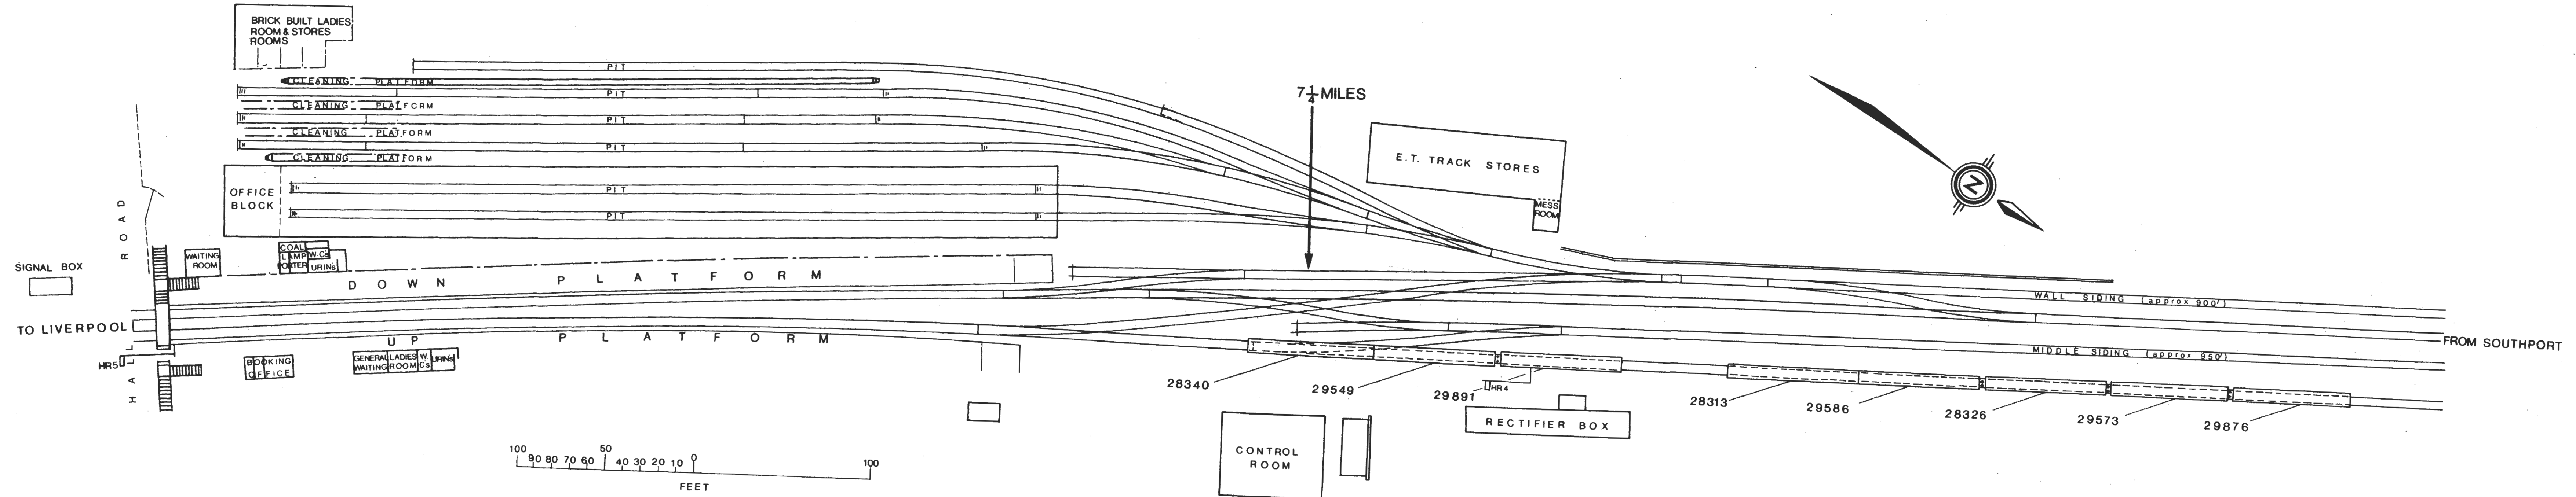 BRICK BUILT LADIES
ROOM & STORES
ROOMS
PIT
CLEANING PLATFORM
PIT
CLEANING PLATFORM
PIT
CLEANING PLATFORM
PIT
CLEANING PLATFORM
7 1/4 MILES
E.T. TRACK STORES
MESS
ROOM
N
OFFICE
BLOCK
PIT
PIT
HALL ROAD
SIGNAL BOX
WAITING
ROOM
COAL
LAMP W.Cs
PORTER URINs
DOWN PLATFORM
TO LIVERPOOL
UP PLATFORM
HR5
BOOKING
OFFICE
GENERAL LADIES W. URINs
WAITING ROOM Cs
WALL SIDING (approx 900')
FROM SOUTHPORT
MIDDLE SIDING (approx 950')
28340
29549
29891
HR4
28313
29586
28326
29573
29876
RECTIFIER BOX
CONTROL
ROOM
100 90 80 70 60 50 40 30 20 10 0 100
FEET